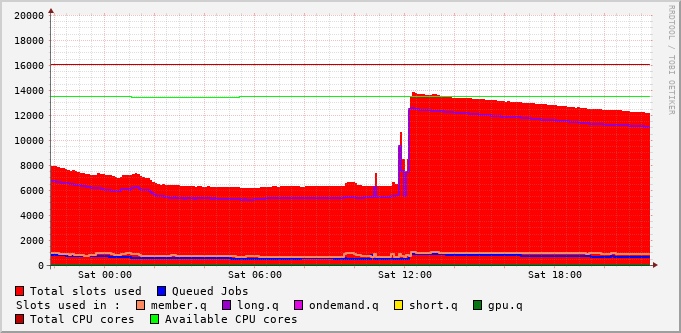 RRDTOOL / TOBI OETIKER
20000
18000
16000
14000
12000
10000
8000
6000
4000
2000
0
Sat 00:00 Sat 06:00 Sat 12:00 Sat 18:00
Total slots used Queued Jobs
Slots used in : member.q long.q ondemand.q short.q gpu.q
Total CPU cores Available CPU cores